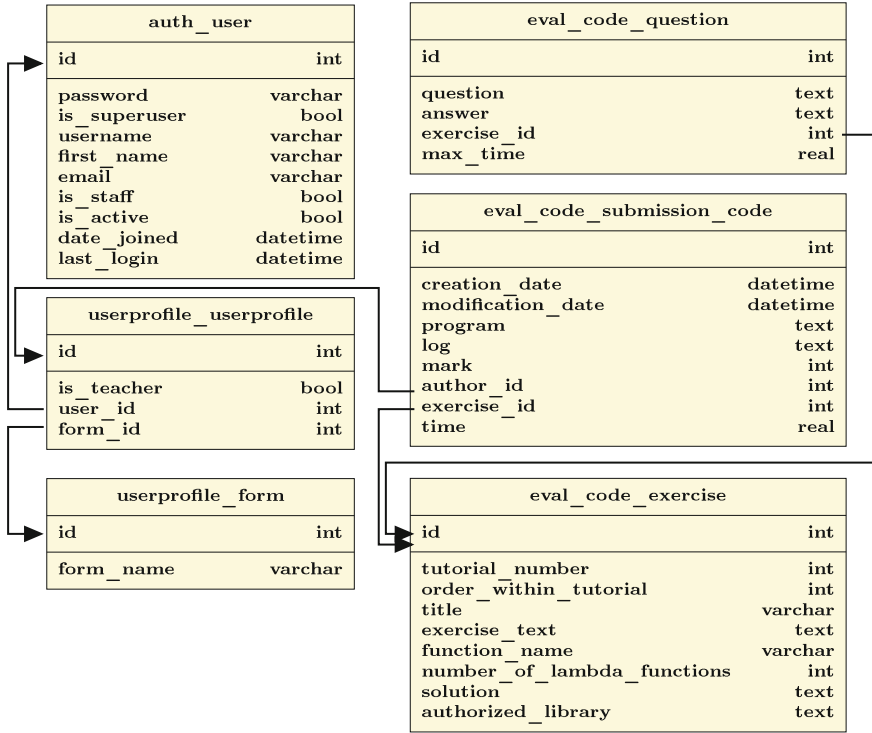 auth_user
id int
password varchar
is_superuser bool
username varchar
first_name varchar
email varchar
is_staff bool
is_active bool
date_joined datetime
last_login datetime
userprofile_userprofile
id int
is_teacher bool
user_id int
form_id int
userprofile_form
id int
form_name varchar
eval_code_question
id int
question text
answer text
exercise_id int
max_time real
eval_code_submission_code
id int
creation_date datetime
modification_date datetime
program text
log text
mark int
author_id int
exercise_id int
time real
eval_code_exercise
id int
tutorial_number int
order_within_tutorial int
title varchar
exercise_text text
function_name varchar
number_of_lambda_functions int
solution text
authorized_library text